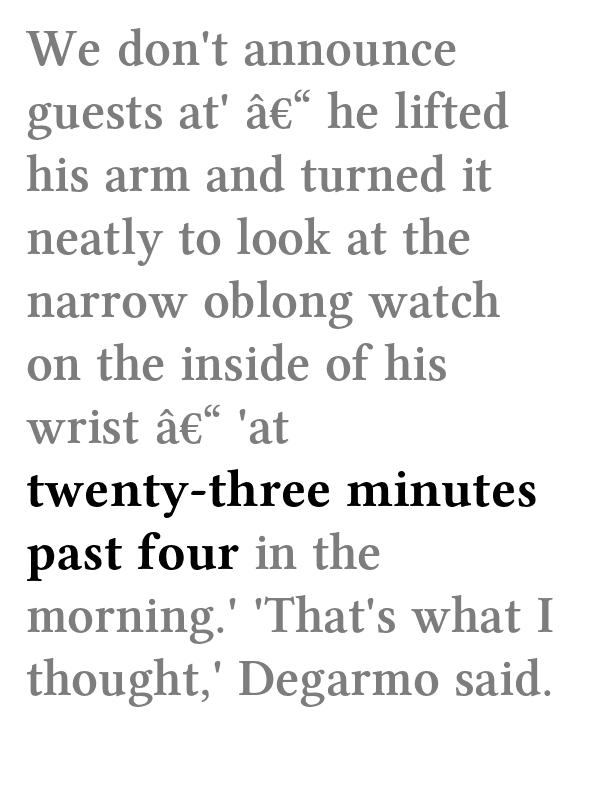 We don't announce
guests at' â€“ he lifted
his arm and turned it
neatly to look at the
narrow oblong watch
on the inside of his
wrist â€“ 'at
twenty-three minutes
past four in the
morning.' 'That's what I
thought,' Degarmo said.